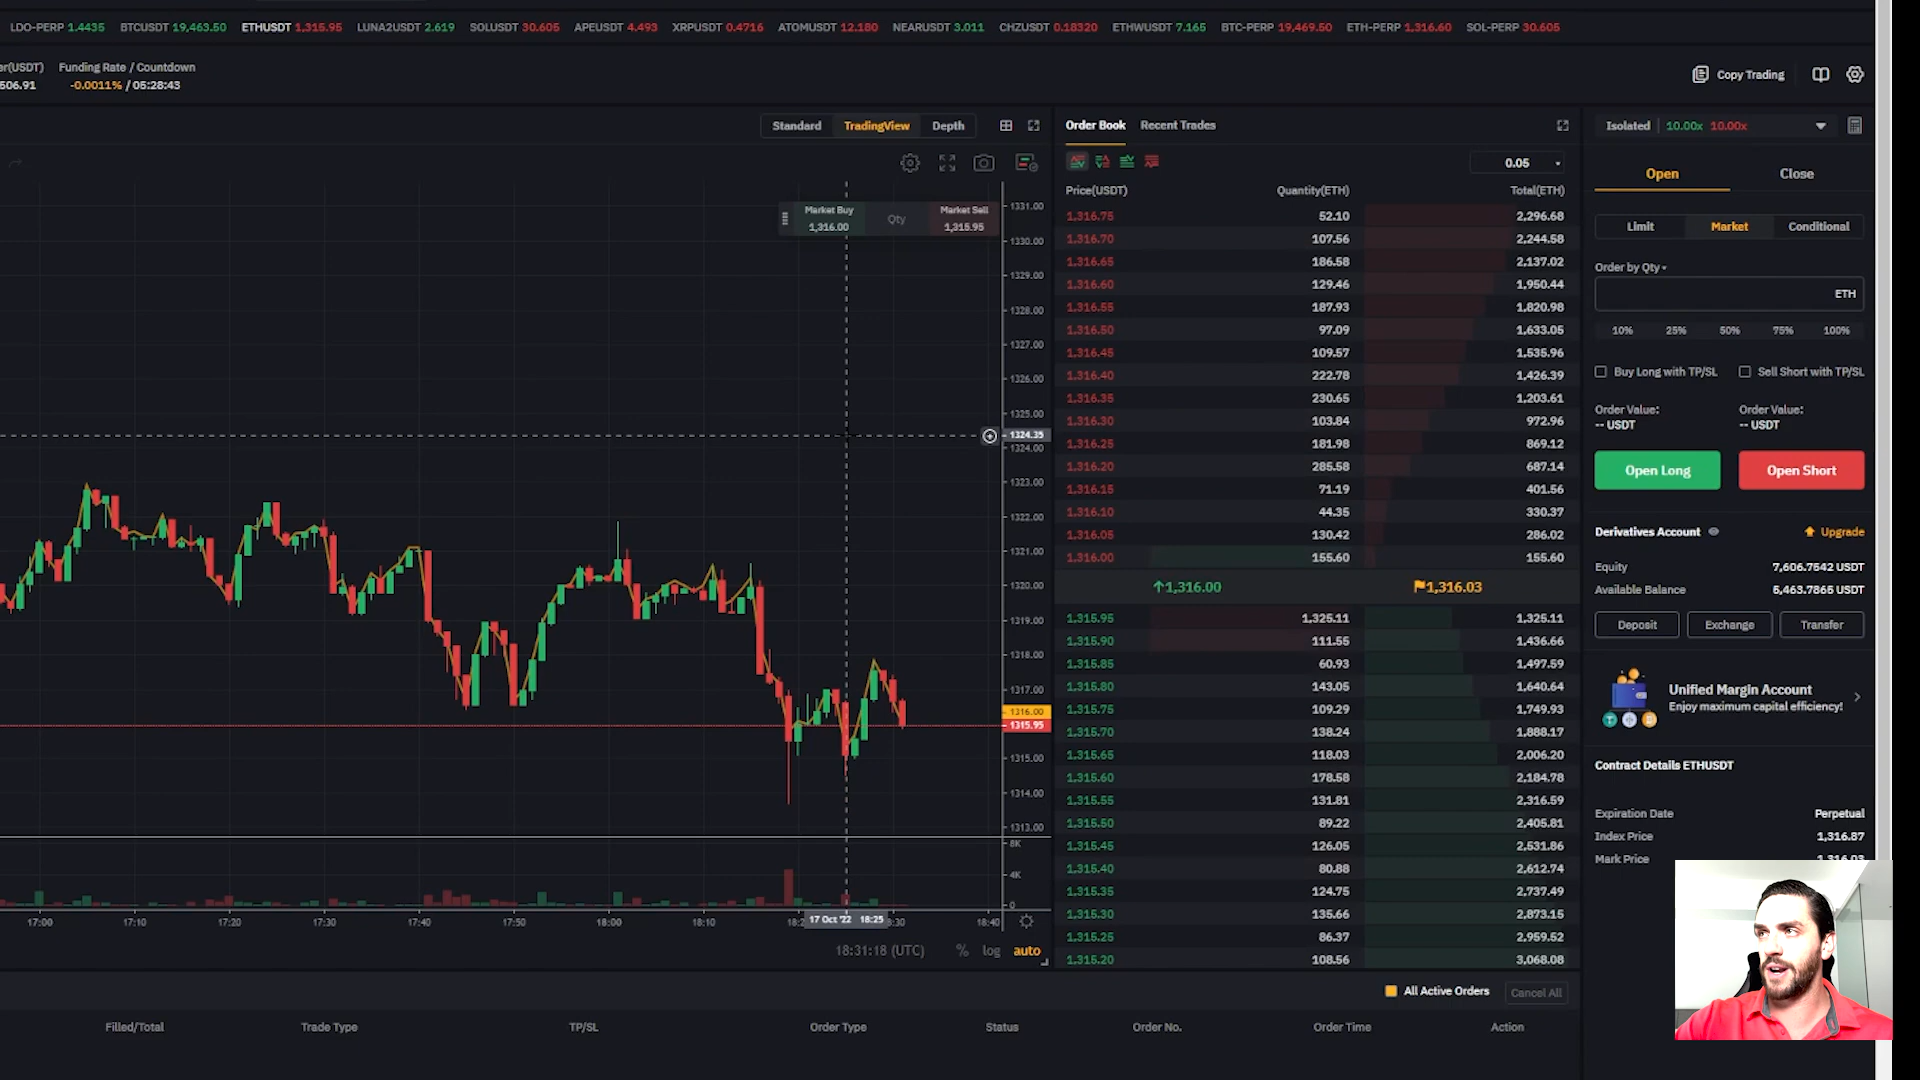 LDO-PERP 1.4435 BTCUSDT 19,463.50 ETHUSDT 1,315.95 LUNA2USDT 2.619 SOLUSDT 30.605 APEUSDT 4.493 XRPUSDT 0.4716 ATOMUSDT 12.180 NEARUSDT 3.011 CHZUSDT 0.18320 ETHWUSDT 7.165 BTC-PERP 19,469.50 ETH-PERP 1,316.60 SOL-PERP 30.605
er(USDT) Funding Rate / Countdown
506.91 -0.0011% / 05:28:43
Copy Trading
Standard TradingView Depth
Market Buy Qty Market Sell
1,316.00 1,315.95
1331.00
1330.00
1329.00
1328.00
1327.00
1326.00
1325.00
1324.35
1324.00
1323.00
1322.00
1321.00
1320.00
1319.00
1318.00
1317.00
1316.00
1315.95
1315.00
1314.00
1313.00
8K
4K
0
17:00 17:10 17:20 17:30 17:40 17:50 18:00 18:10 18:2 17 Oct '22 18:25 8:30 18:40
18:31:18 (UTC) % log auto
Order Book Recent Trades
0.05
Price(USDT) Quantity(ETH) Total(ETH)
1,316.75 52.10 2,296.68
1,316.70 107.56 2,244.58
1,316.65 186.58 2,137.02
1,316.60 129.46 1,950.44
1,316.55 187.93 1,820.98
1,316.50 97.09 1,633.05
1,316.45 109.57 1,535.96
1,316.40 222.78 1,426.39
1,316.35 230.65 1,203.61
1,316.30 103.84 972.96
1,316.25 181.98 869.12
1,316.20 285.58 687.14
1,316.15 71.19 401.56
1,316.10 44.35 330.37
1,316.05 130.42 286.02
1,316.00 155.60 155.60
1,316.00 1,316.03
1,315.95 1,325.11 1,325.11
1,315.90 111.55 1,436.66
1,315.85 60.93 1,497.59
1,315.80 143.05 1,640.64
1,315.75 109.29 1,749.93
1,315.70 138.24 1,888.17
1,315.65 118.03 2,006.20
1,315.60 178.58 2,184.78
1,315.55 131.81 2,316.59
1,315.50 89.22 2,405.81
1,315.45 126.05 2,531.86
1,315.40 80.88 2,612.74
1,315.35 124.75 2,737.49
1,315.30 135.66 2,873.15
1,315.25 86.37 2,959.52
1,315.20 108.56 3,068.08
Isolated 10.00x 10.00x
Open Close
Limit Market Conditional
Order by Qty
ETH
10% 25% 50% 75% 100%
Buy Long with TP/SL Sell Short with TP/SL
Order Value: Order Value:
-- USDT -- USDT
Open Long Open Short
Derivatives Account Upgrade
Equity 7,606.7542 USDT
Available Balance 5,463.7865 USDT
Deposit Exchange Transfer
Unified Margin Account
Enjoy maximum capital efficiency!
Contract Details ETHUSDT
Expiration Date Perpetual
Index Price 1,316.87
Mark Price 1,316.03
All Active Orders Cancel All
Filled/Total Trade Type TP/SL Order Type Status Order No. Order Time Action